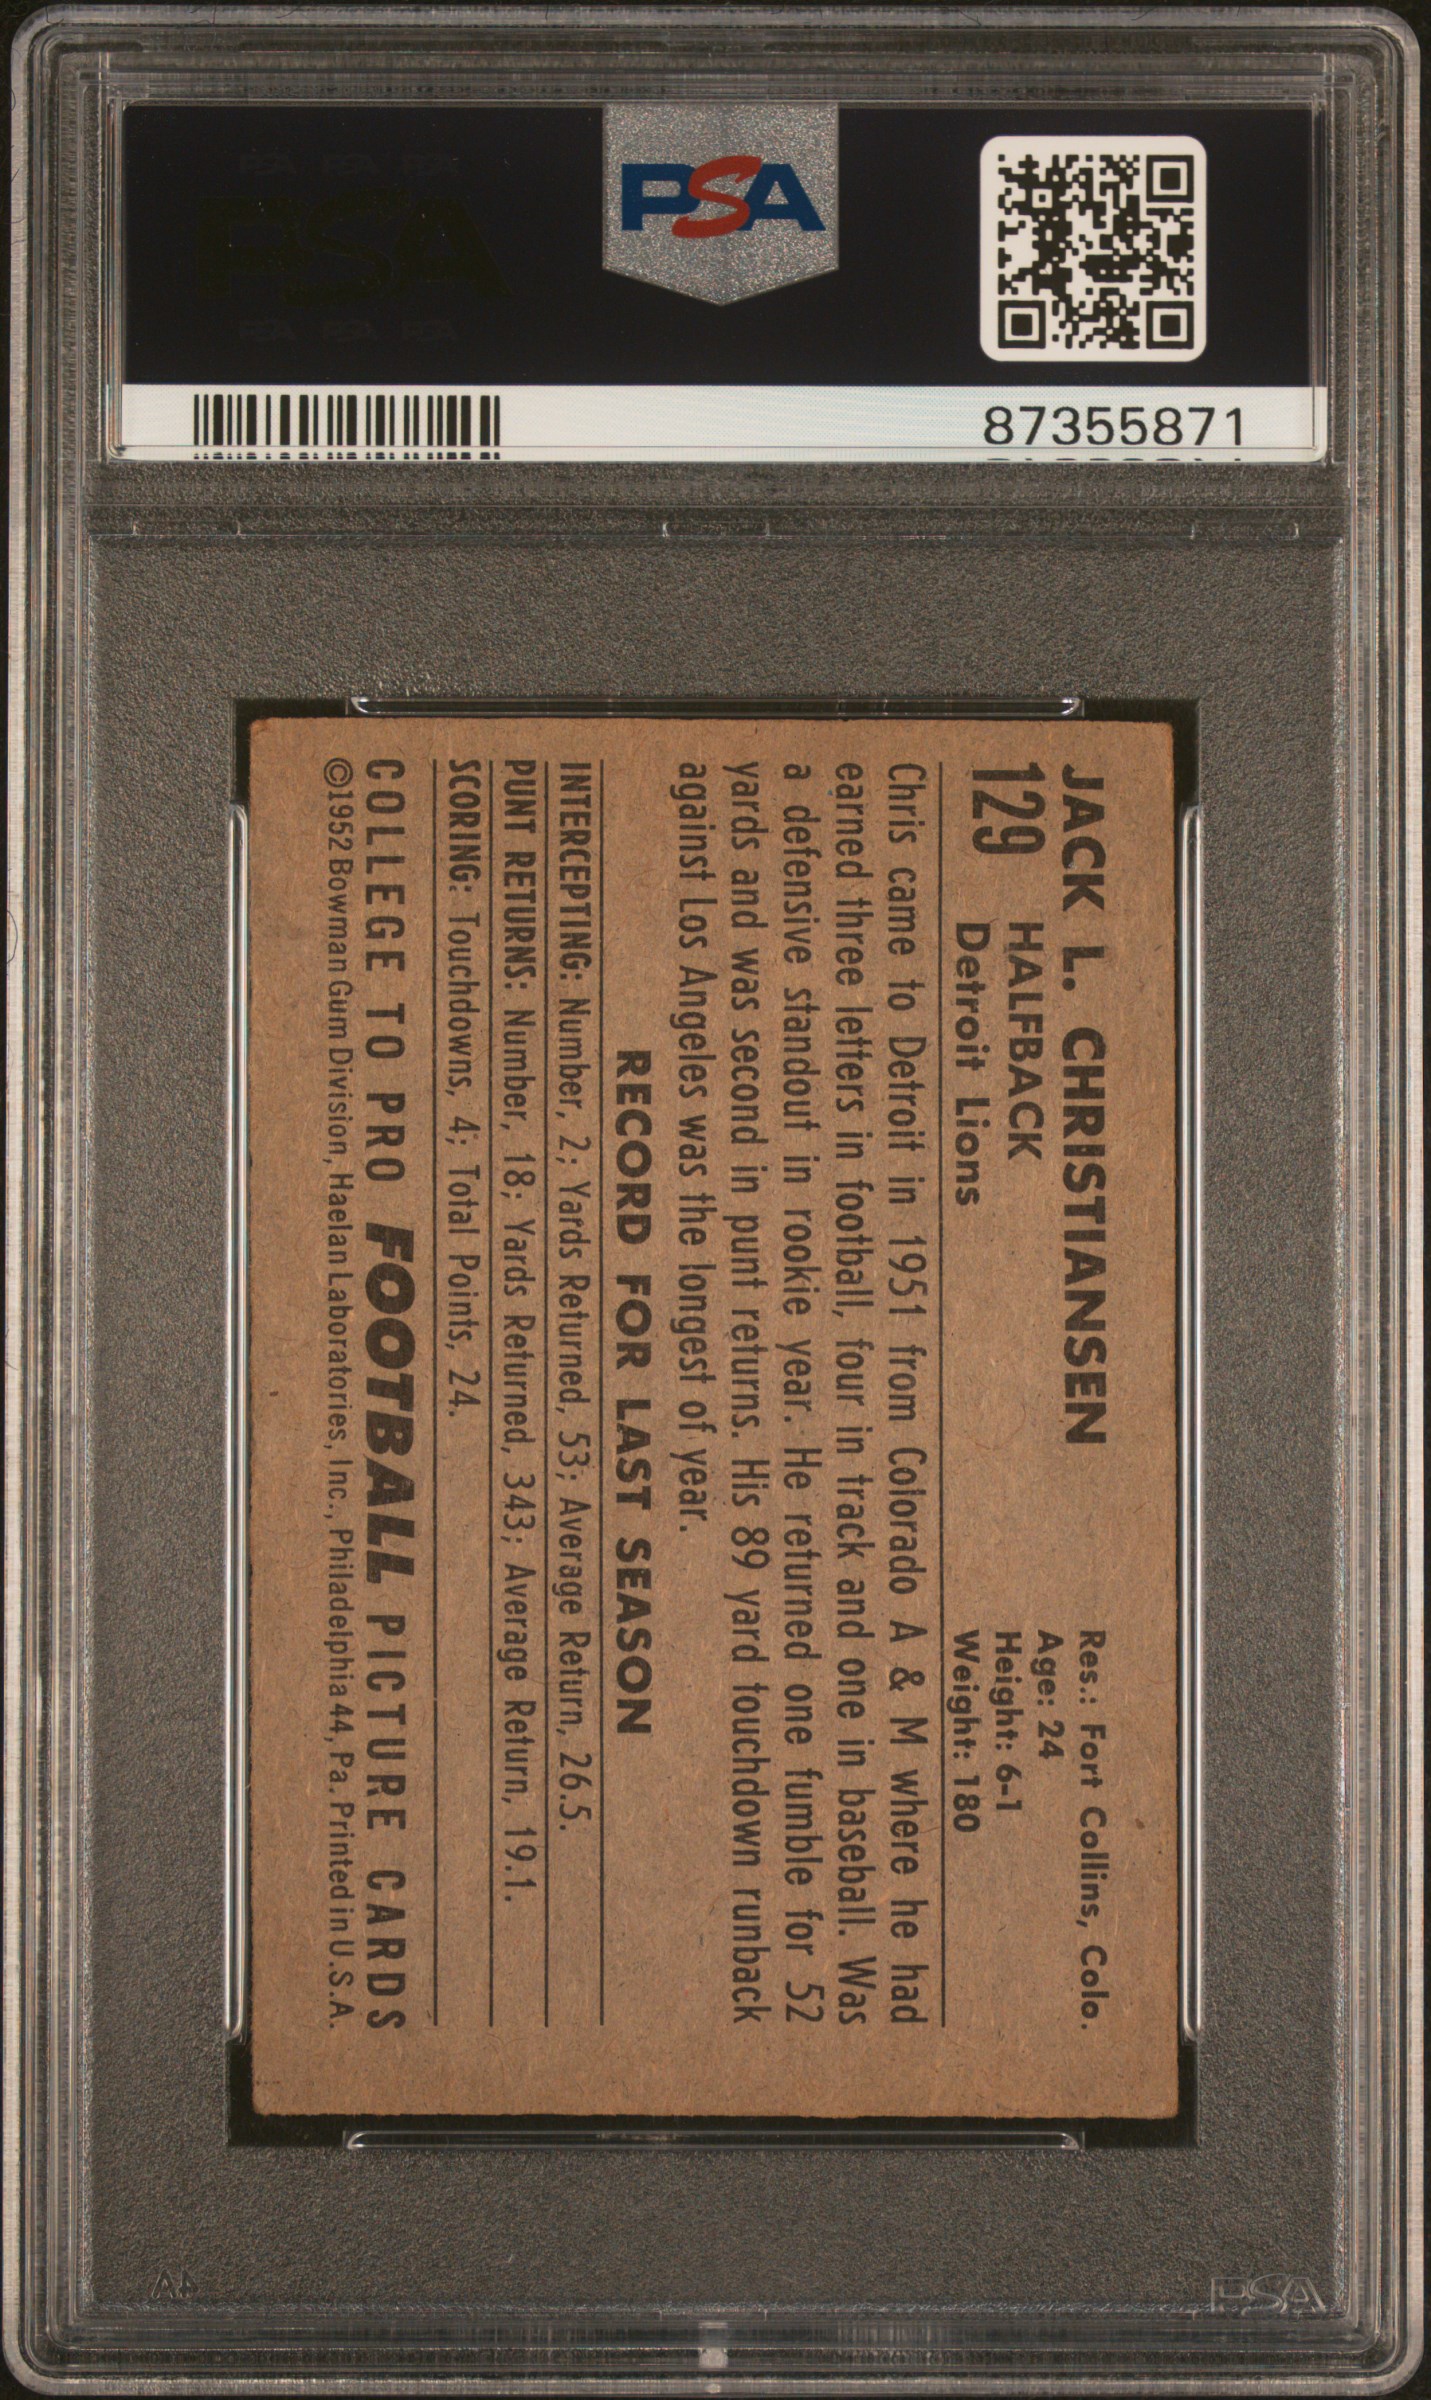 PSA
87355871
JACK L. CHRISTIANSEN
129
HALFBACK
Detroit Lions
Res.: Fort Collins, Colo.
Age: 24
Height: 6-1
Weight: 180
Chris came to Detroit in 1951 from Colorado A & M where he had
earned three letters in football, four in track and one in baseball. Was
a defensive standout in rookie year. He returned one fumble for 52
yards and was second in punt returns. His 89 yard touchdown runback
against Los Angeles was the longest of year.
RECORD FOR LAST SEASON
INTERCEPTING: Number, 2; Yards Returned, 53; Average Return, 26.5.
PUNT RETURNS: Number, 18; Yards Returned, 343; Average Return, 19.1.
SCORING: Touchdowns, 4; Total Points, 24.
COLLEGE TO PRO FOOTBALL PICTURE CARDS
©1952 Bowman Gum Division, Haelan Laboratories, Inc., Philadelphia 44, Pa. Printed in U.S.A.
PSA